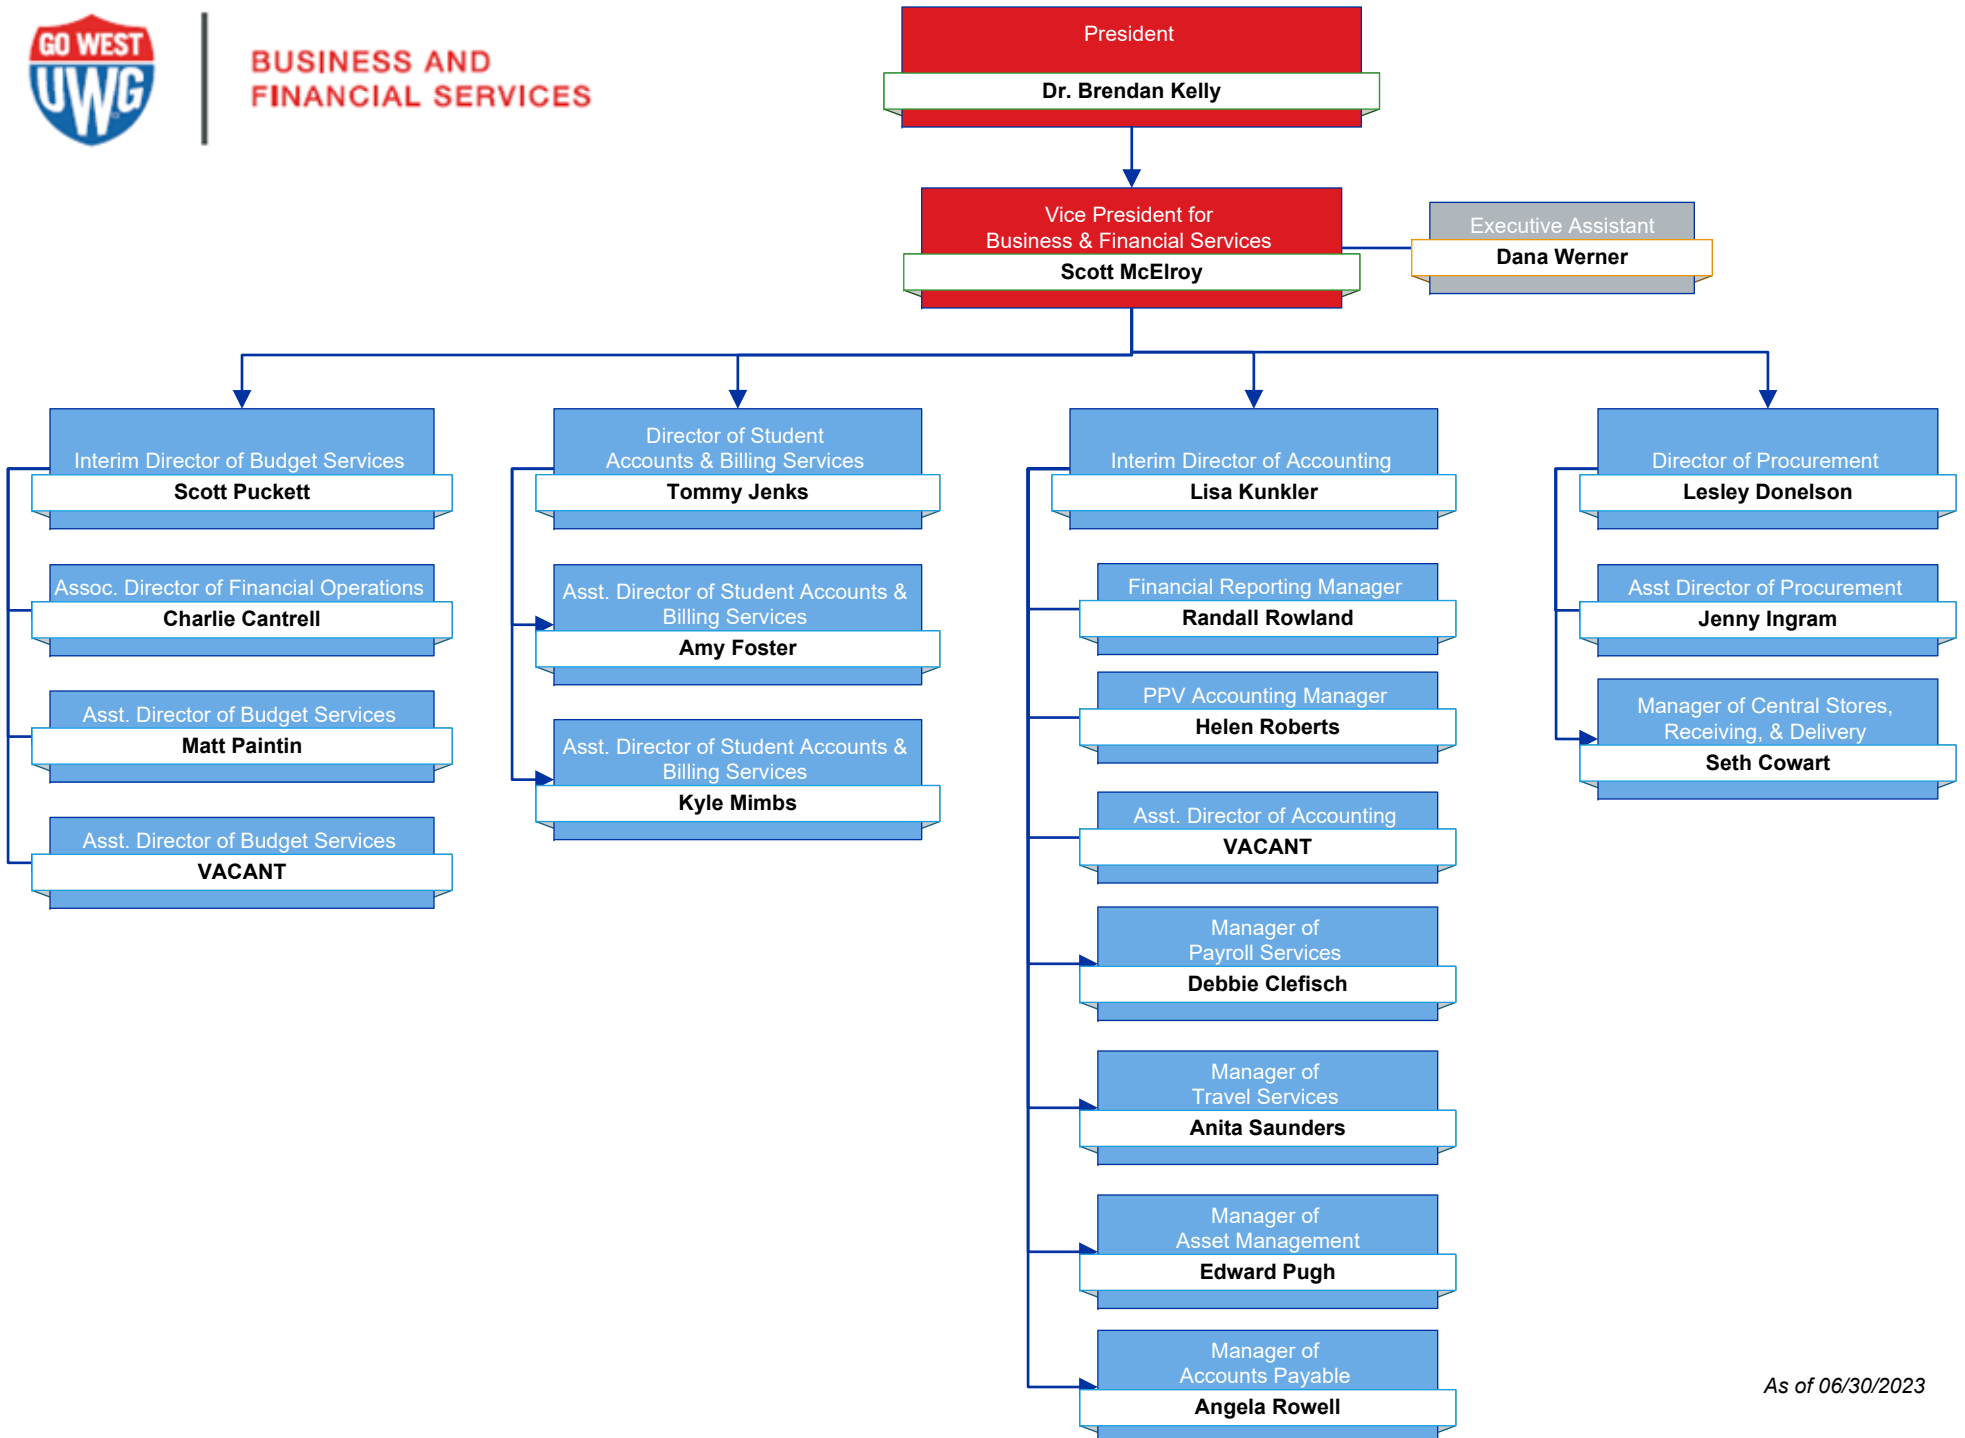 GO WEST
UWG
BUSINESS AND
FINANCIAL SERVICES
President
Dr. Brendan Kelly
Vice President for
Business & Financial Services
Scott McElroy
Executive Assistant
Dana Werner
Interim Director of Budget Services
Scott Puckett
Assoc. Director of Financial Operations
Charlie Cantrell
Asst. Director of Budget Services
Matt Paintin
Asst. Director of Budget Services
VACANT
Director of Student
Accounts & Billing Services
Tommy Jenks
Asst. Director of Student Accounts &
Billing Services
Amy Foster
Asst. Director of Student Accounts &
Billing Services
Kyle Mimbs
Interim Director of Accounting
Lisa Kunkler
Financial Reporting Manager
Randall Rowland
PPV Accounting Manager
Helen Roberts
Asst. Director of Accounting
VACANT
Manager of
Payroll Services
Debbie Clefisch
Manager of
Travel Services
Anita Saunders
Manager of
Asset Management
Edward Pugh
Manager of
Accounts Payable
Angela Rowell
Director of Procurement
Lesley Donelson
Asst Director of Procurement
Jenny Ingram
Manager of Central Stores,
Receiving, & Delivery
Seth Cowart
As of 06/30/2023